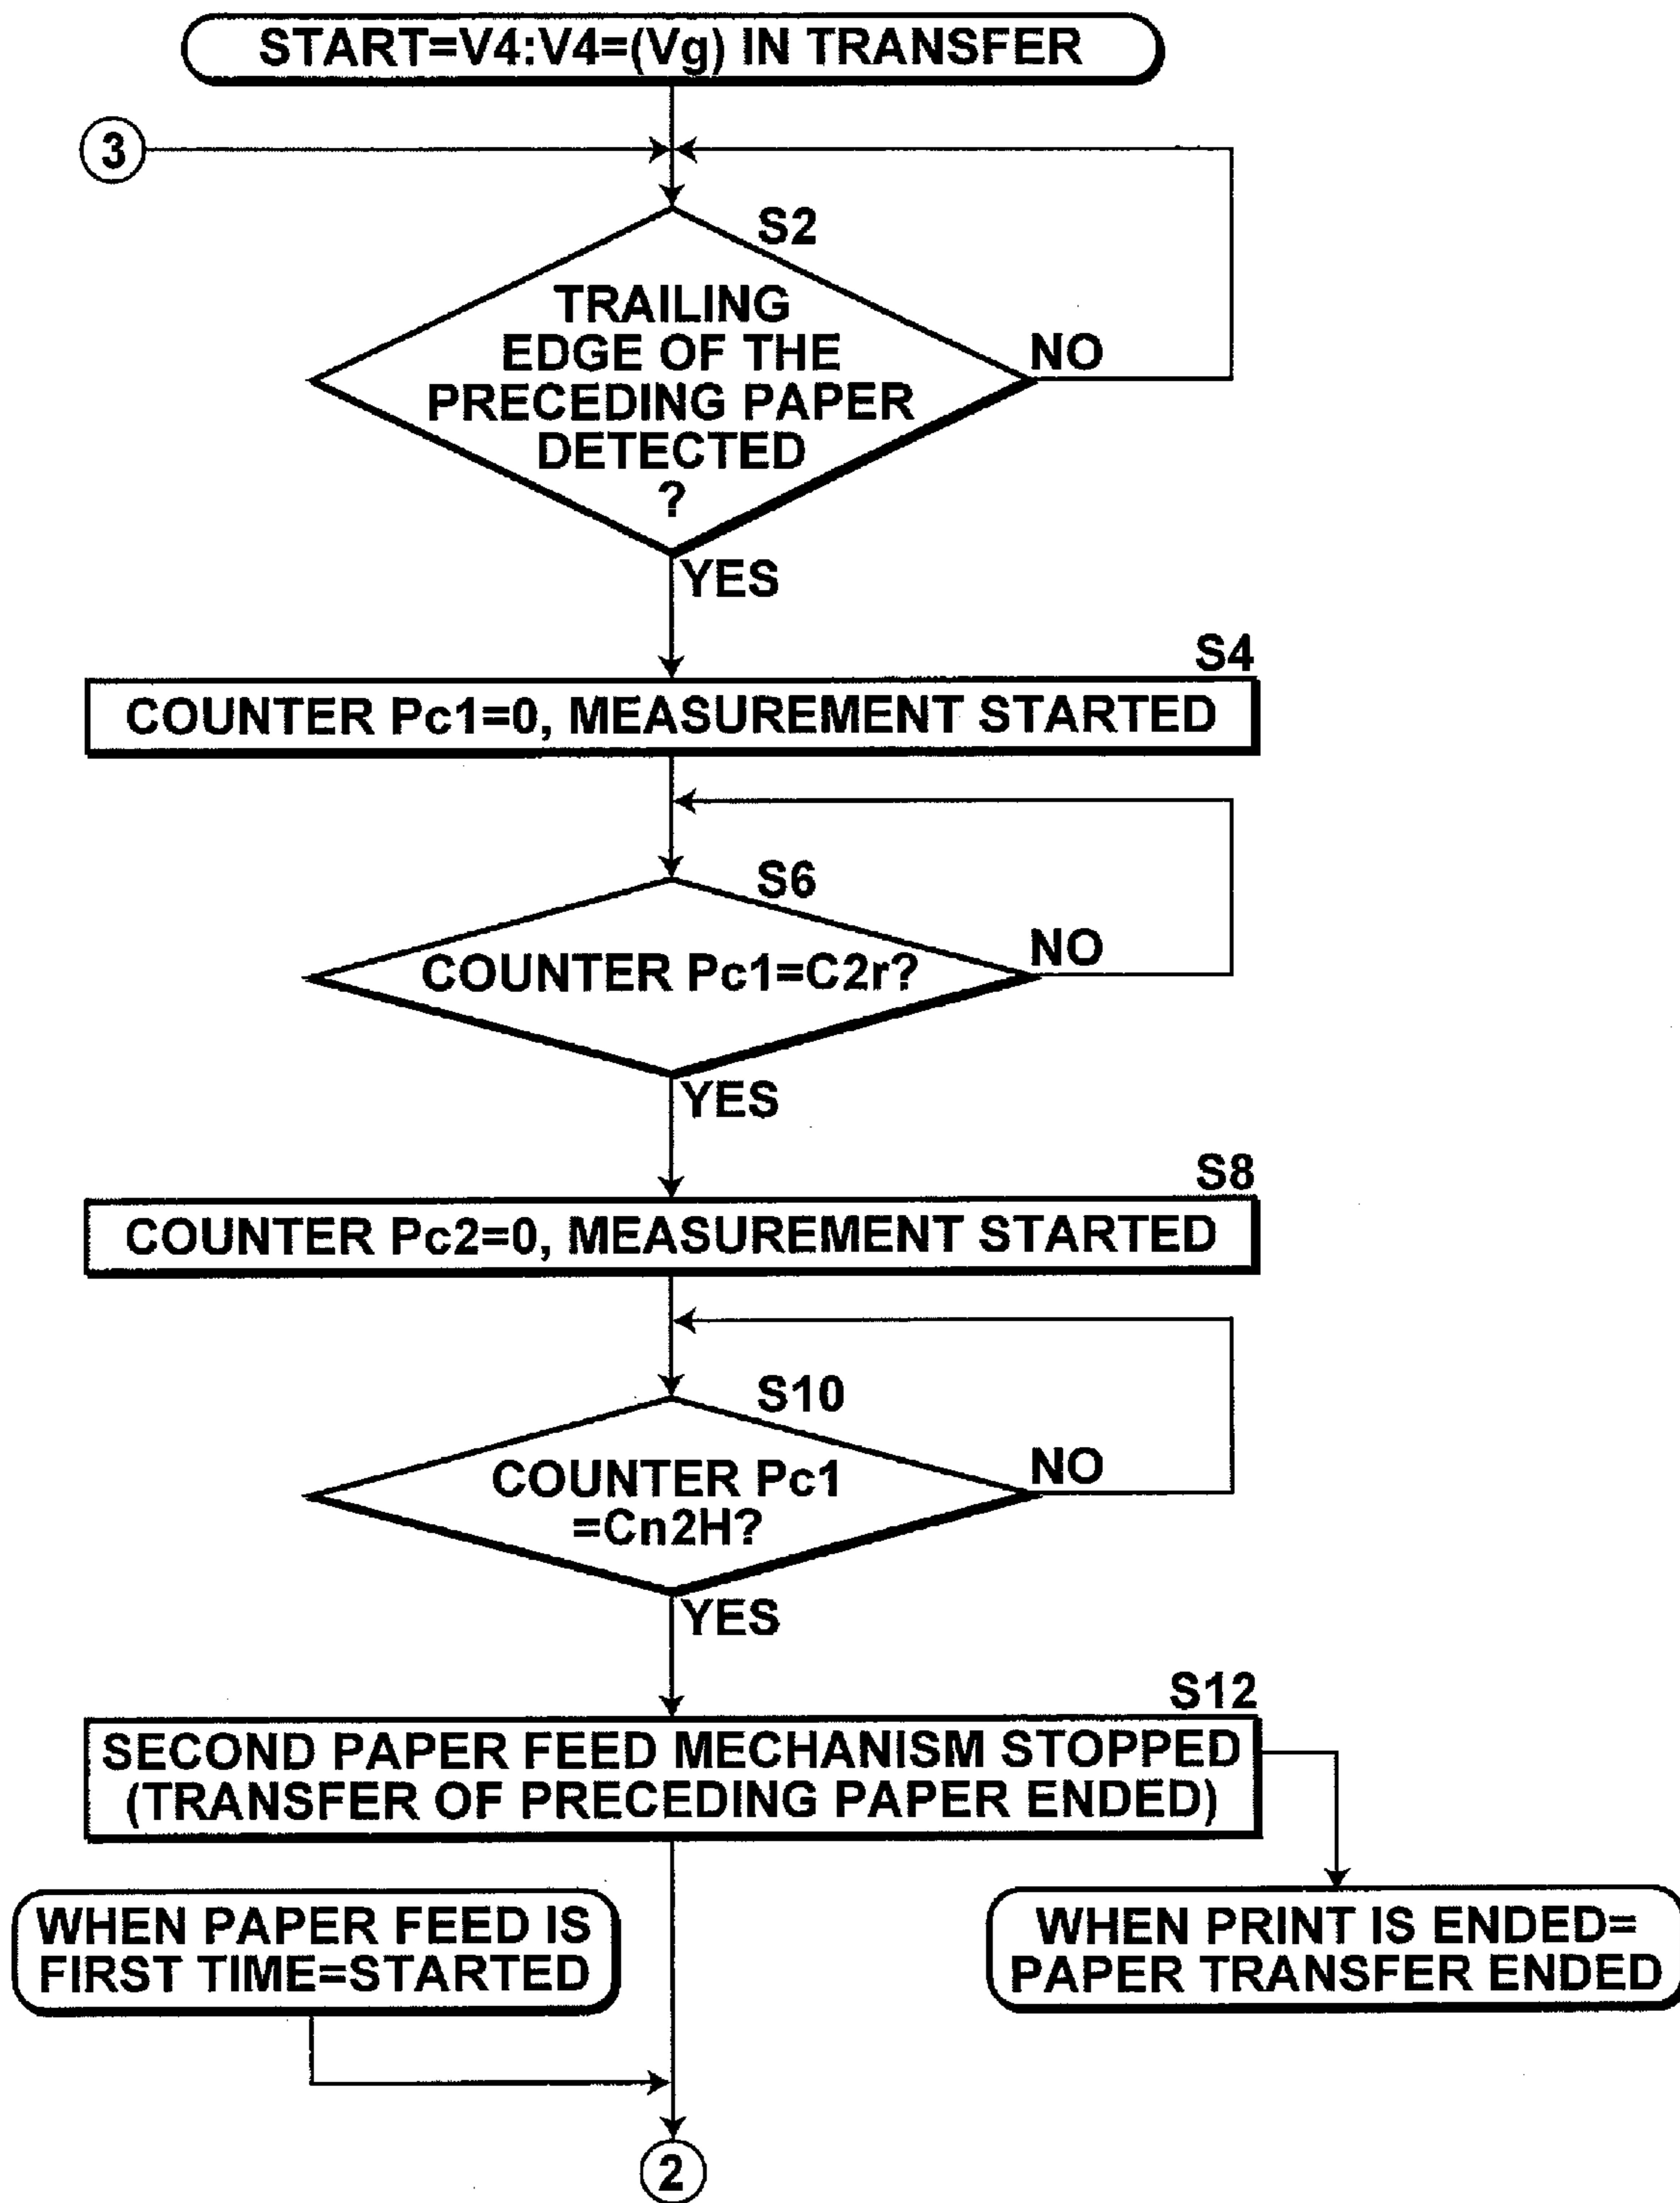 START=V4:V4=(Vg) IN TRANSFER
3
S2
TRAILING
EDGE OF THE
PRECEDING PAPER
DETECTED
?
NO
YES
S4
COUNTER Pc1=0, MEASUREMENT STARTED
S6
COUNTER Pc1=C2r?
NO
YES
S8
COUNTER Pc2=0, MEASUREMENT STARTED
S10
COUNTER Pc1
=Cn2H?
NO
YES
S12
SECOND PAPER FEED MECHANISM STOPPED
(TRANSFER OF PRECEDING PAPER ENDED)
WHEN PAPER FEED IS
FIRST TIME=STARTED
WHEN PRINT IS ENDED=
PAPER TRANSFER ENDED
2